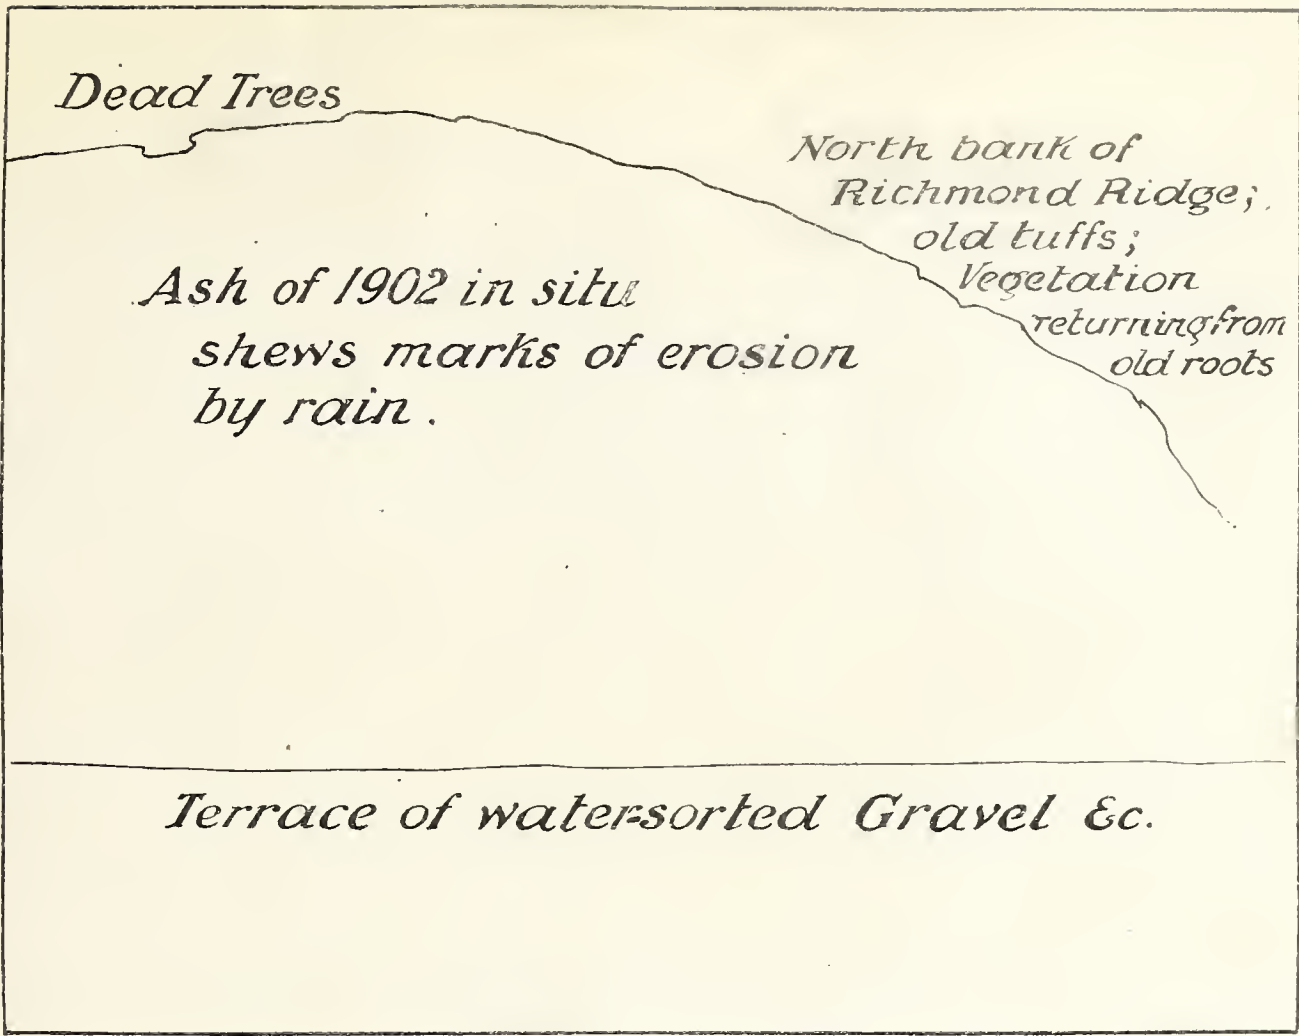 Dead Trees
North bank of
Richmond Ridge;
old tuffs;
Vegetation
returning from
old roots
Ash of 1902 in situ
shews marks of erosion
by rain.
Terrace of water-sorted Gravel &c.